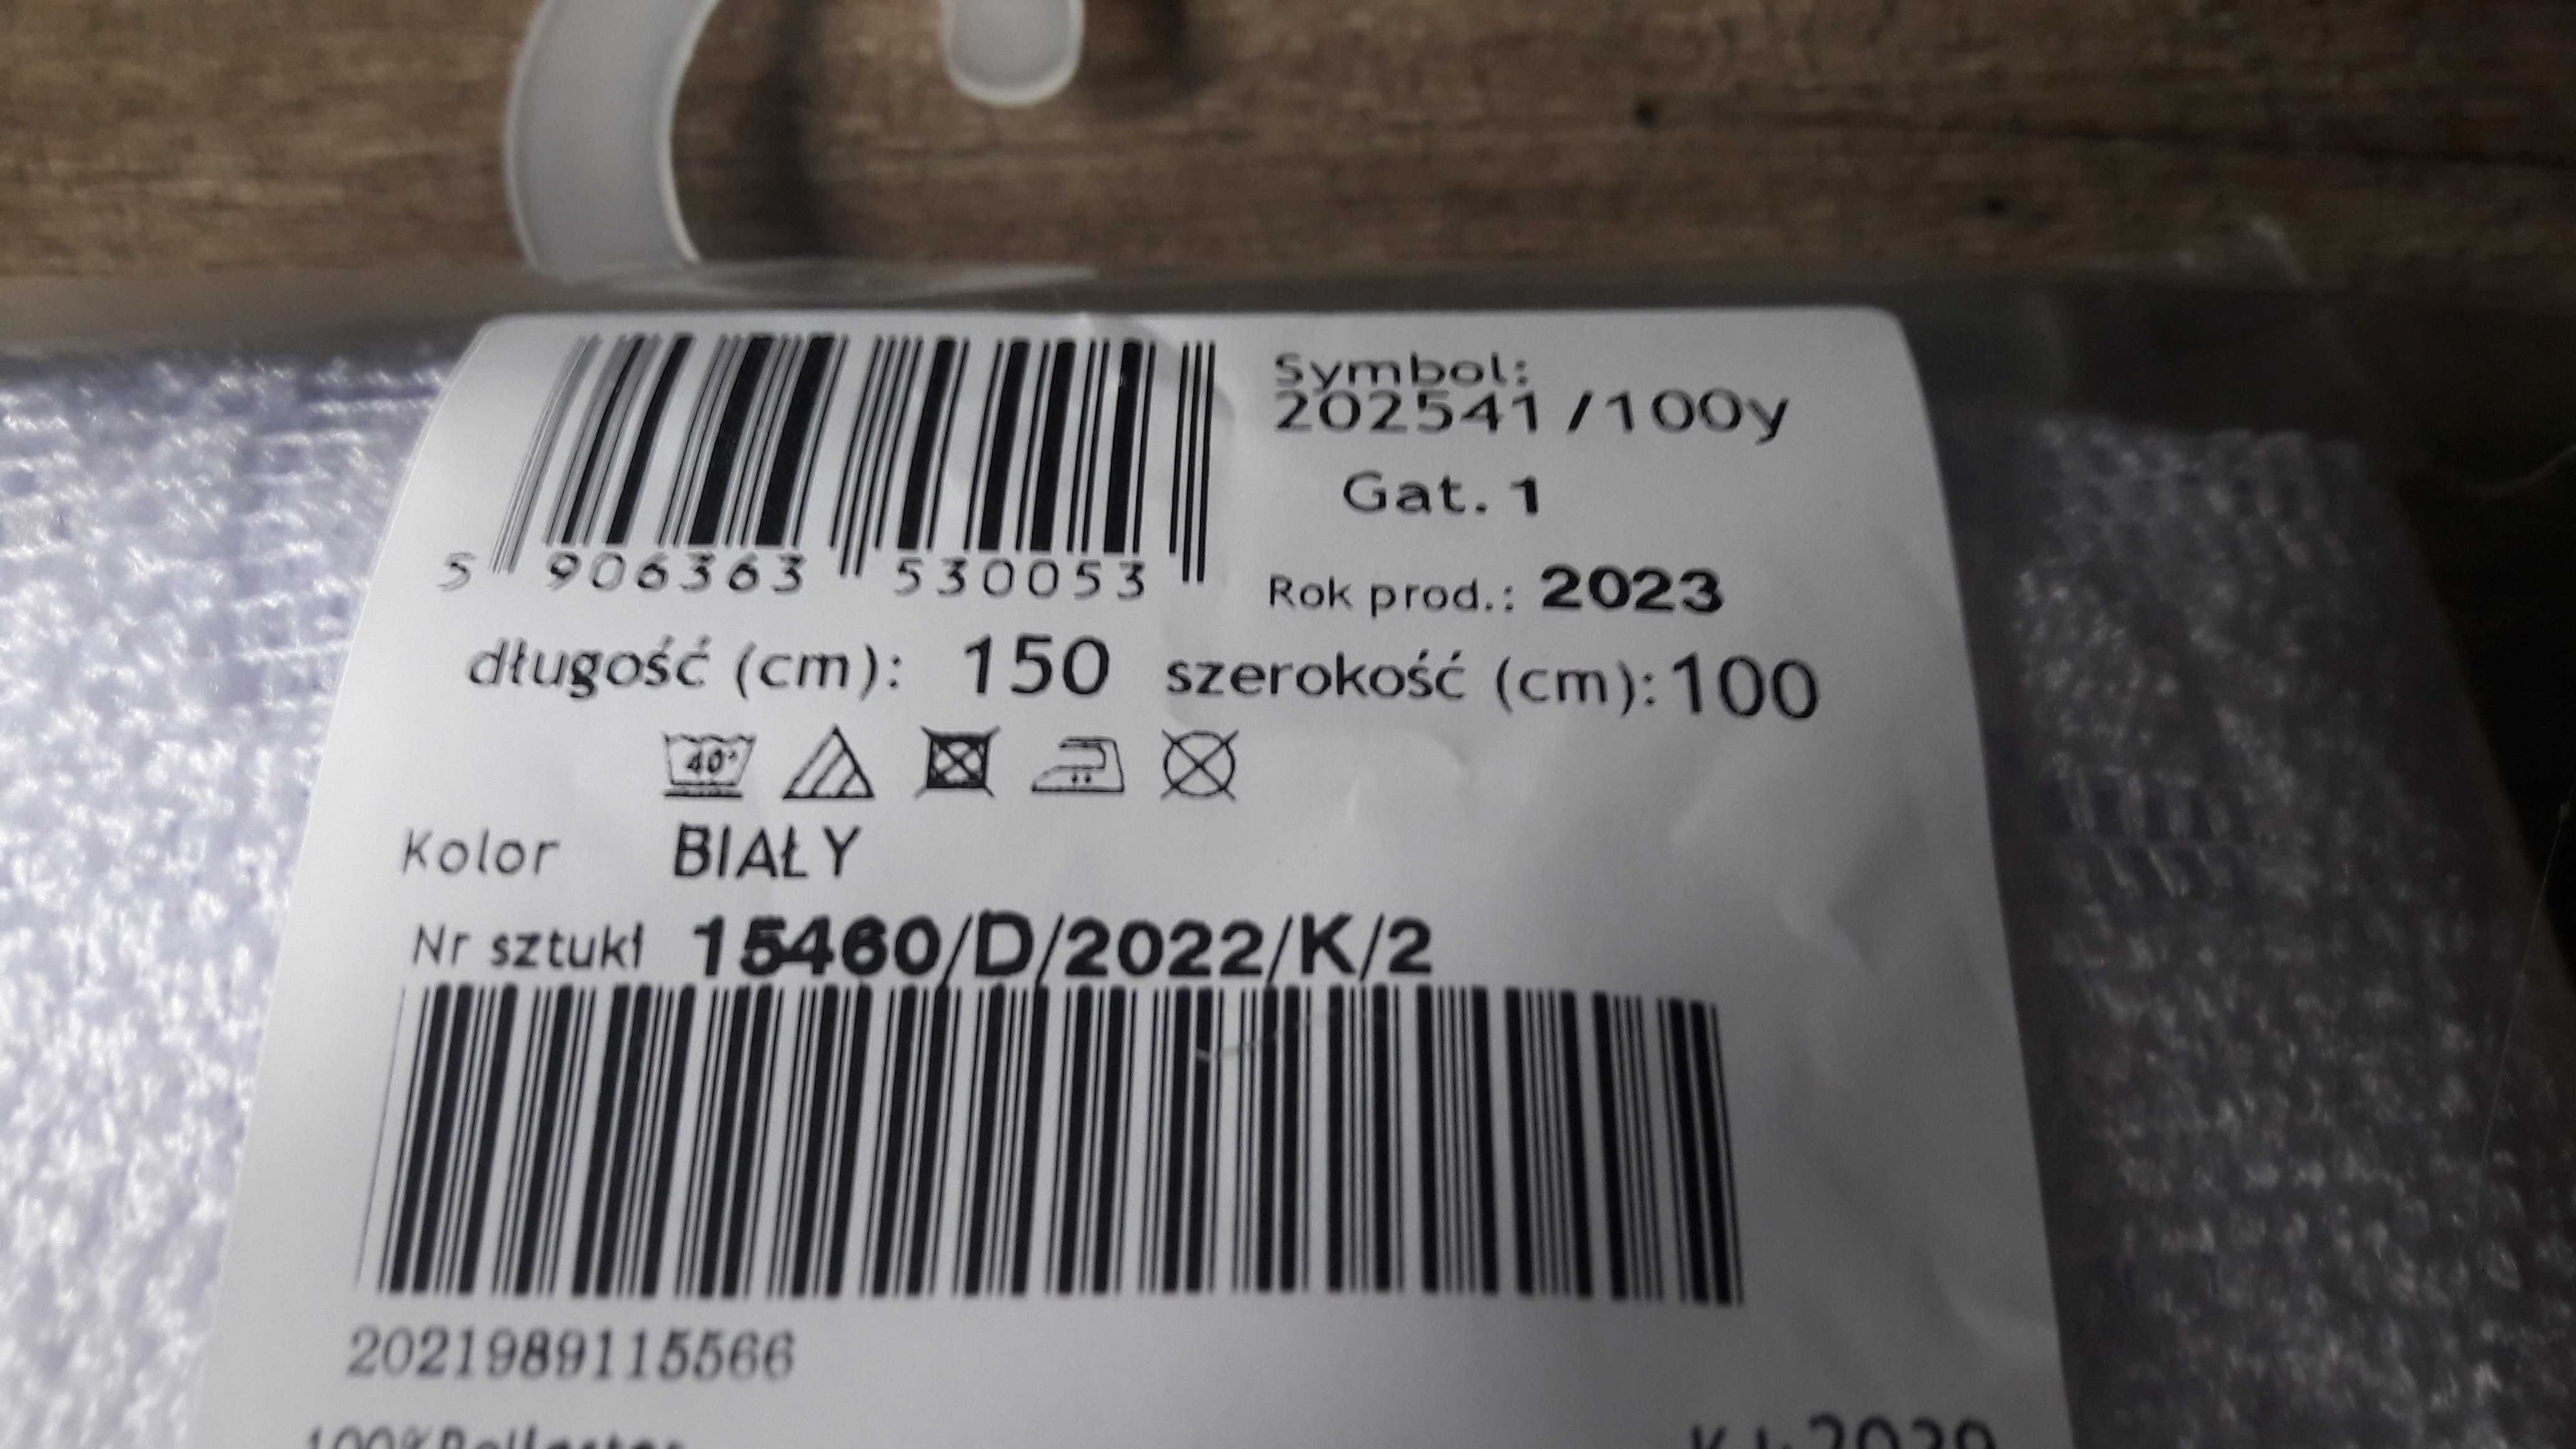 Symbol:
202541/100y
Gat. 1
5 906363 530053
Rok prod.: 2023
długość (cm): 150 szerokość (cm): 100
40°
Kolor BIAŁY
Nr sztuki 15460/D/2022/K/2
2021989115566